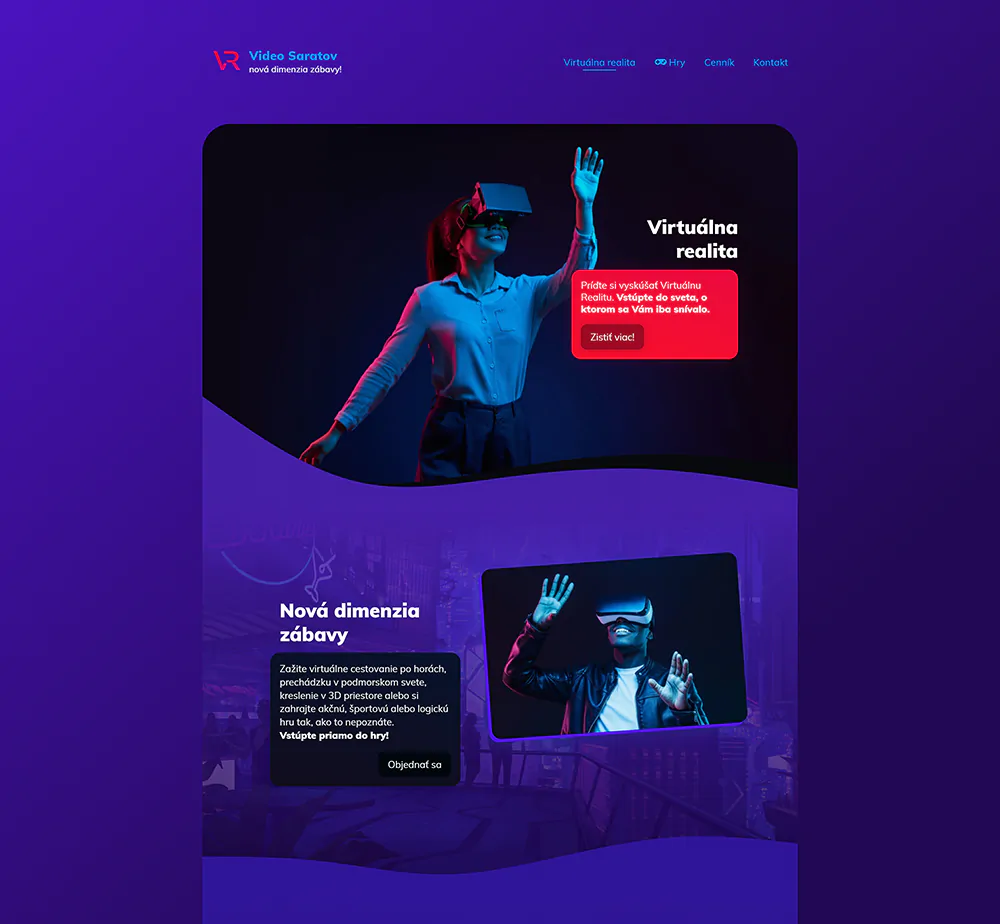 VR
Video Saratov
nová dimenzia zábavy!
Virtuálna realita
Hry
Cenník
Kontakt
Virtuálna
realita
Príďte si vyskúšať Virtuálnu
Realitu. Vstúpte do sveta, o
ktorom sa Vám iba snívalo.
Zistiť viac!
Nová dimenzia
zábavy
Zažite virtuálne cestovanie po horách,
prechádzku v podmorskom svete,
kreslenie v 3D priestore alebo si
zahrajte akčnú, športovú alebo logickú
hru tak, ako to nepoznáte.
Vstúpte priamo do hry!
Objednať sa